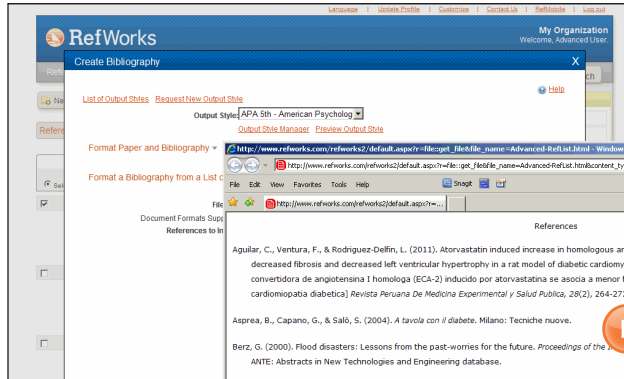 Language | Update Profile | Customize | Contact Us | RefMobile | Log out
RefWorks
My Organization
Welcome, Advanced User.
Create Bibliography X
Help
List of Output Styles Request New Output Style
Output Style: APA 5th - American Psycholog
Output Style Manager Preview Output Style
Format Paper and Bibliography
Format a Bibliography from a List o
File
Document Formats Supp
References to In
http://www.refworks.com/refworks2/default.aspx?r=file::get_file&file_name=Advanced-RefList.html - Window
http://www.refworks.com/refworks2/default.aspx?r=file::get_file&file_name=Advanced-RefList.html&content_ty
File Edit View Favorites Tools Help Snagit
http://www.refworks.com/refworks2/default.aspx?r=...
References
Aguilar, C., Ventura, F., & Rodriguez-Delfin, L. (2011). Atorvastatin induced increase in homologous an
decreased fibrosis and decreased left ventricular hypertrophy in a rat model of diabetic cardiomy
convertidora de angiotensina I homologa (ECA-2) inducido por atorvastatina se asocia a menor f
cardiomiopatia diabetica] Revista Peruana De Medicina Experimental y Salud Publica, 28(2), 264-272
Asprea, B., Capano, G., & Salò, S. (2004). A tavola con il diabete. Milano: Tecniche nuove.
Berz, G. (2000). Flood disasters: Lessons from the past-worries for the future. Proceedings of the I
ANTE: Abstracts in New Technologies and Engineering database.